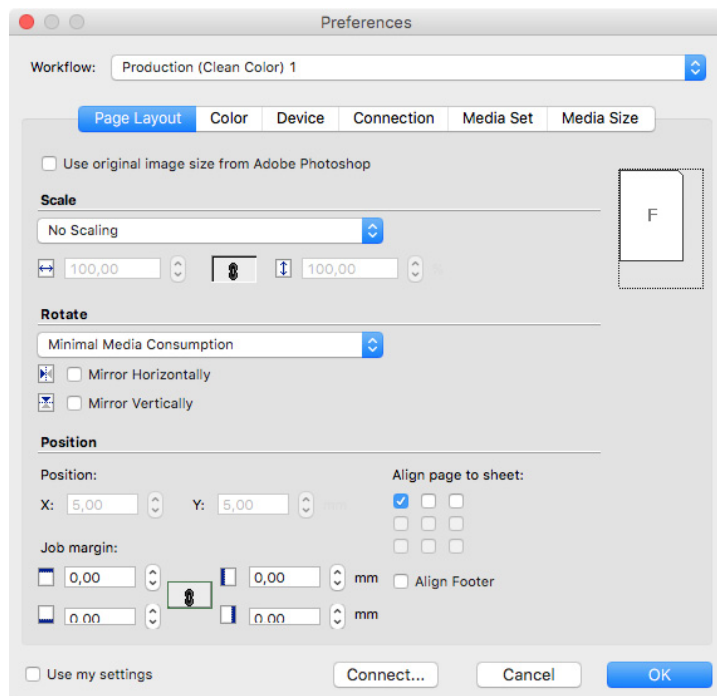 Preferences
Workflow: Production (Clean Color) 1
Page Layout Color Device Connection Media Set Media Size
Use original image size from Adobe Photoshop
Scale
F
No Scaling
100,00 100,00
Rotate
Minimal Media Consumption
Mirror Horizontally
Mirror Vertically
Position
Position: Align page to sheet:
X: 5,00 Y: 5,00 mm
Job margin:
0,00 0,00 mm Align Footer
0,00 0,00 mm
Use my settings Connect... Cancel OK